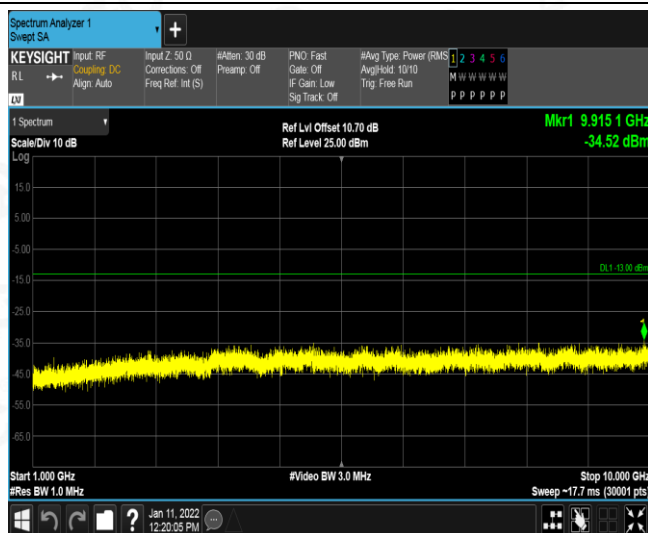 Spectrum Analyzer 1
Swept SA
+
KEYSIGHT Input: RF Input Z: 50 Ω #Atten: 30 dB PNO: Fast #Avg Type: Power (RMS 1 2 3 4 5 6
RL Coupling: DC Corrections: Off Preamp: Off Gate: Off Avg|Hold: 10/10 M W W W W W
Align: Auto Freq Ref: Int (S) IF Gain: Low Trig: Free Run
Sig Track: Off P P P P P P
LXI
1 Spectrum Ref Lvl Offset 10.70 dB Mkr1 9.915 1 GHz
Scale/Div 10 dB Ref Level 25.00 dBm -34.52 dBm
Log
15.0
5.00
-5.00
DL1 -13.00 dBm
-15.0
-25.0
1
-35.0
-45.0
-55.0
-65.0
Start 1.000 GHz #Video BW 3.0 MHz Stop 10.000 GHz
#Res BW 1.0 MHz Sweep ~17.7 ms (30001 pts)
? Jan 11, 2022
12:20:05 PM